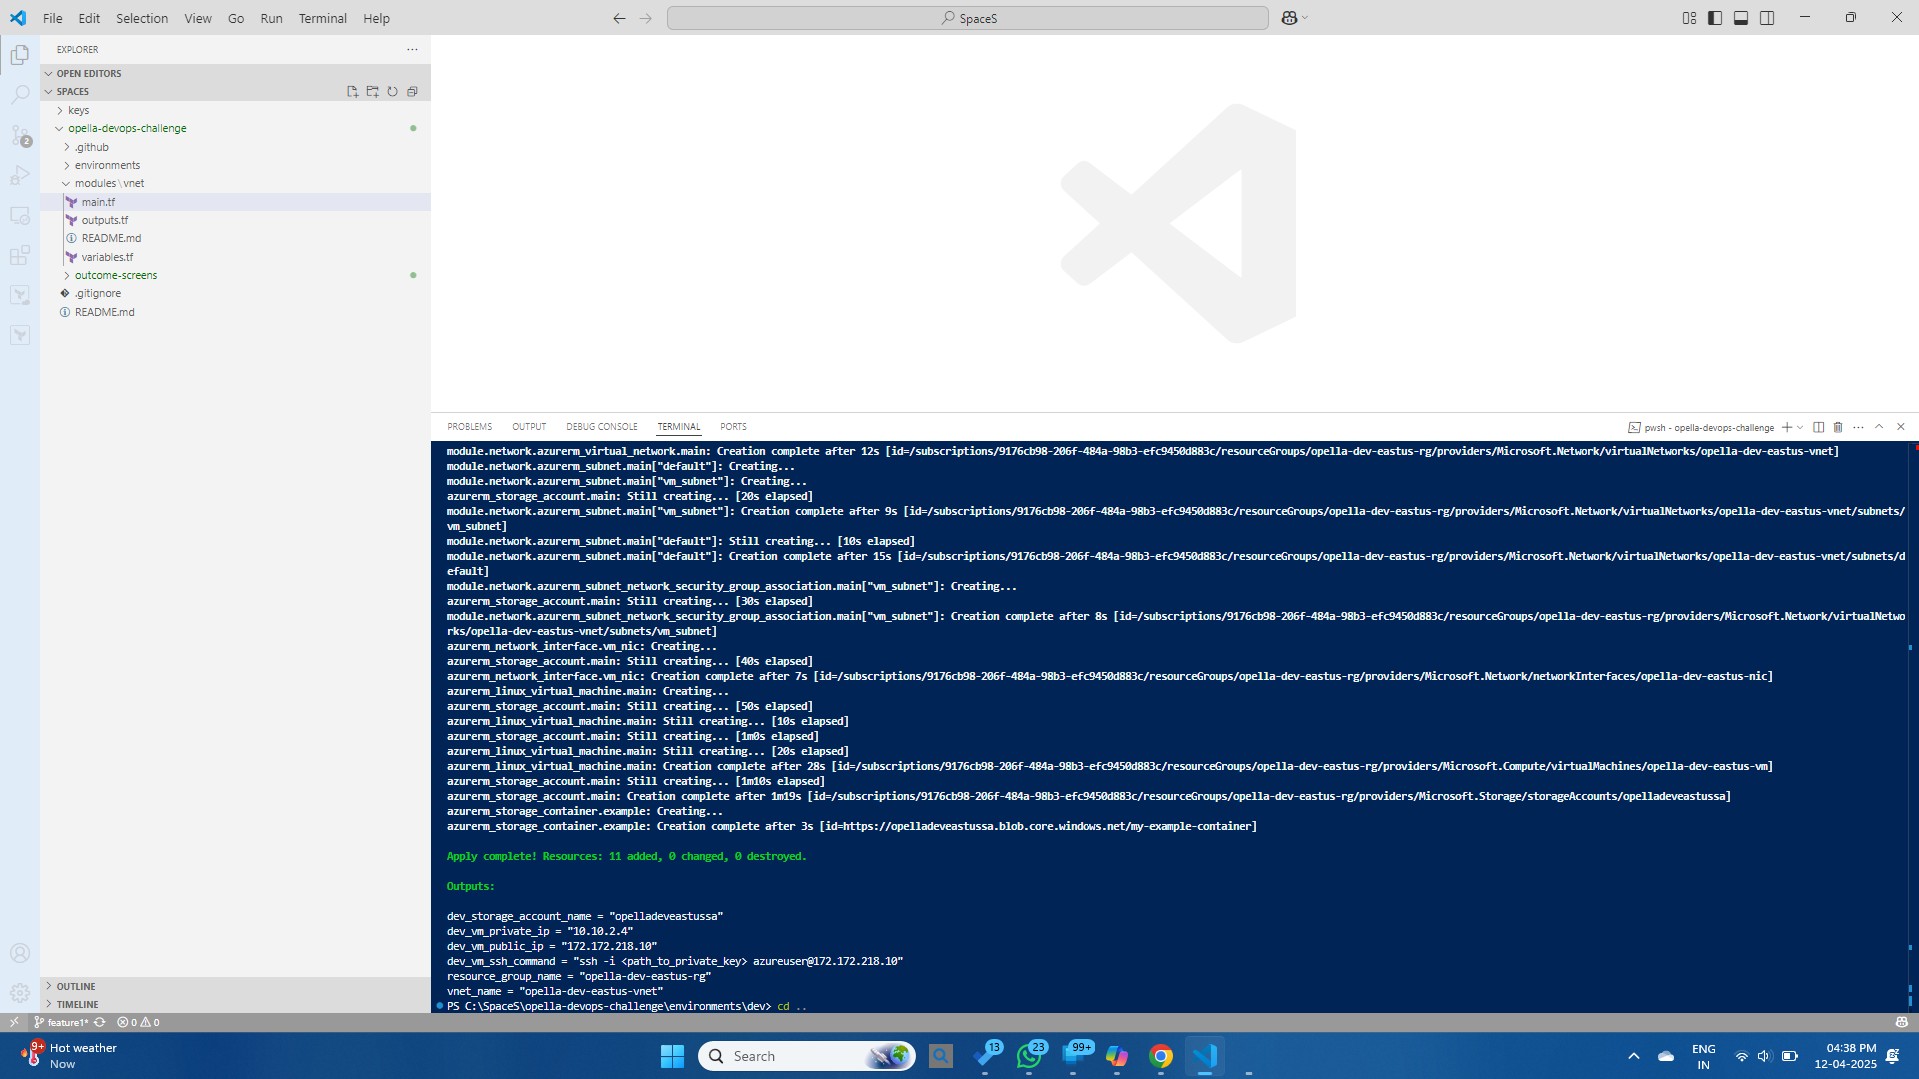 File Edit Selection View Go Run Terminal Help
SpaceS
EXPLORER
OPEN EDITORS
SPACES
keys
opella-devops-challenge
.github
environments
modules\vnet
main.tf
outputs.tf
README.md
variables.tf
outcome-screens
.gitignore
README.md
2
OUTLINE
TIMELINE
PROBLEMS OUTPUT DEBUG CONSOLE TERMINAL PORTS
pwsh - opella-devops-challenge
module.network.azurerm_virtual_network.main: Creation complete after 12s [id=/subscriptions/9176cb98-206f-484a-98b3-efc9450d883c/resourceGroups/opella-dev-eastus-rg/providers/Microsoft.Network/virtualNetworks/opella-dev-eastus-vnet]
module.network.azurerm_subnet.main["default"]: Creating...
module.network.azurerm_subnet.main["vm_subnet"]: Creating...
azurerm_storage_account.main: Still creating... [20s elapsed]
module.network.azurerm_subnet.main["vm_subnet"]: Creation complete after 9s [id=/subscriptions/9176cb98-206f-484a-98b3-efc9450d883c/resourceGroups/opella-dev-eastus-rg/providers/Microsoft.Network/virtualNetworks/opella-dev-eastus-vnet/subnets/
vm_subnet]
module.network.azurerm_subnet.main["default"]: Still creating... [10s elapsed]
module.network.azurerm_subnet.main["default"]: Creation complete after 15s [id=/subscriptions/9176cb98-206f-484a-98b3-efc9450d883c/resourceGroups/opella-dev-eastus-rg/providers/Microsoft.Network/virtualNetworks/opella-dev-eastus-vnet/subnets/d
efault]
module.network.azurerm_subnet_network_security_group_association.main["vm_subnet"]: Creating...
azurerm_storage_account.main: Still creating... [30s elapsed]
module.network.azurerm_subnet_network_security_group_association.main["vm_subnet"]: Creation complete after 8s [id=/subscriptions/9176cb98-206f-484a-98b3-efc9450d883c/resourceGroups/opella-dev-eastus-rg/providers/Microsoft.Network/virtualNetwo
rks/opella-dev-eastus-vnet/subnets/vm_subnet]
azurerm_network_interface.vm_nic: Creating...
azurerm_storage_account.main: Still creating... [40s elapsed]
azurerm_network_interface.vm_nic: Creation complete after 7s [id=/subscriptions/9176cb98-206f-484a-98b3-efc9450d883c/resourceGroups/opella-dev-eastus-rg/providers/Microsoft.Network/networkInterfaces/opella-dev-eastus-nic]
azurerm_linux_virtual_machine.main: Creating...
azurerm_storage_account.main: Still creating... [50s elapsed]
azurerm_linux_virtual_machine.main: Still creating... [10s elapsed]
azurerm_storage_account.main: Still creating... [1m0s elapsed]
azurerm_linux_virtual_machine.main: Still creating... [20s elapsed]
azurerm_linux_virtual_machine.main: Creation complete after 28s [id=/subscriptions/9176cb98-206f-484a-98b3-efc9450d883c/resourceGroups/opella-dev-eastus-rg/providers/Microsoft.Compute/virtualMachines/opella-dev-eastus-vm]
azurerm_storage_account.main: Still creating... [1m10s elapsed]
azurerm_storage_account.main: Creation complete after 1m19s [id=/subscriptions/9176cb98-206f-484a-98b3-efc9450d883c/resourceGroups/opella-dev-eastus-rg/providers/Microsoft.Storage/storageAccounts/opelladeveastussa]
azurerm_storage_container.example: Creating...
azurerm_storage_container.example: Creation complete after 3s [id=https://opelladeveastussa.blob.core.windows.net/my-example-container]
Apply complete! Resources: 11 added, 0 changed, 0 destroyed.
Outputs:
dev_storage_account_name = "opelladeveastussa"
dev_vm_private_ip = "10.10.2.4"
dev_vm_public_ip = "172.172.218.10"
dev_vm_ssh_command = "ssh -i <path_to_private_key> azureuser@172.172.218.10"
resource_group_name = "opella-dev-eastus-rg"
vnet_name = "opella-dev-eastus-vnet"
PS C:\SpaceS\opella-devops-challenge\environments\dev> cd ..
feature1* 0 0
9+ Hot weather
Now
Search
13
23
99+
ENG
IN
04:38 PM
12-04-2025